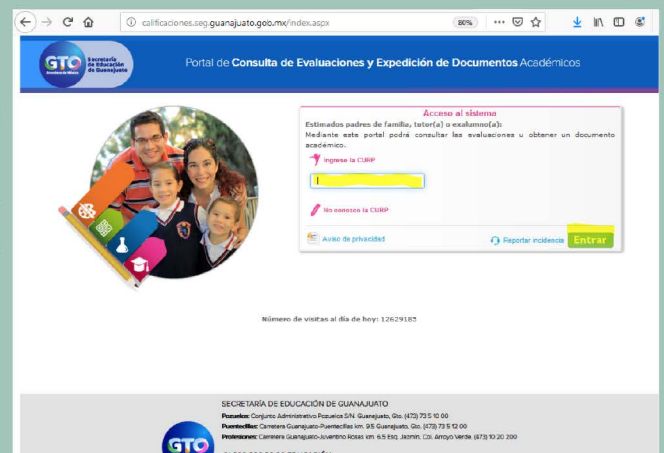 calificaciones.seg.guanajuato.gob.mx/index.aspx
80%
GTO
Secretaría
de Educación
de Guanajuato
Portal de Consulta de Evaluaciones y Expedición de Documentos Académicos
Acceso al sistema
Estimados padres de familia, tutor(a) o exalumno(a):
Mediante este portal podrá consultar las evaluaciones u obtener un documento
académico.
Ingrese la CURP
No conozco la CURP
Aviso de privacidad
Reportar incidencia
Entrar
Número de visitas al día de hoy: 12629185
SECRETARÍA DE EDUCACIÓN DE GUANAJUATO
Pozuelos: Conjunto Administrativo Pozuelos S/N. Guanajuato, Gto. (473) 73 5 10 00
Puentecillas: Carretera Guanajuato-Puentecillas km. 9.5 Guanajuato, Gto. (473) 73 5 12 00
Profesiones: Carretera Guanajuato-Juventino Rosas km. 6.5 Esq. Jazmín, Col. Arroyo Verde. (473) 10 20 200
GTO